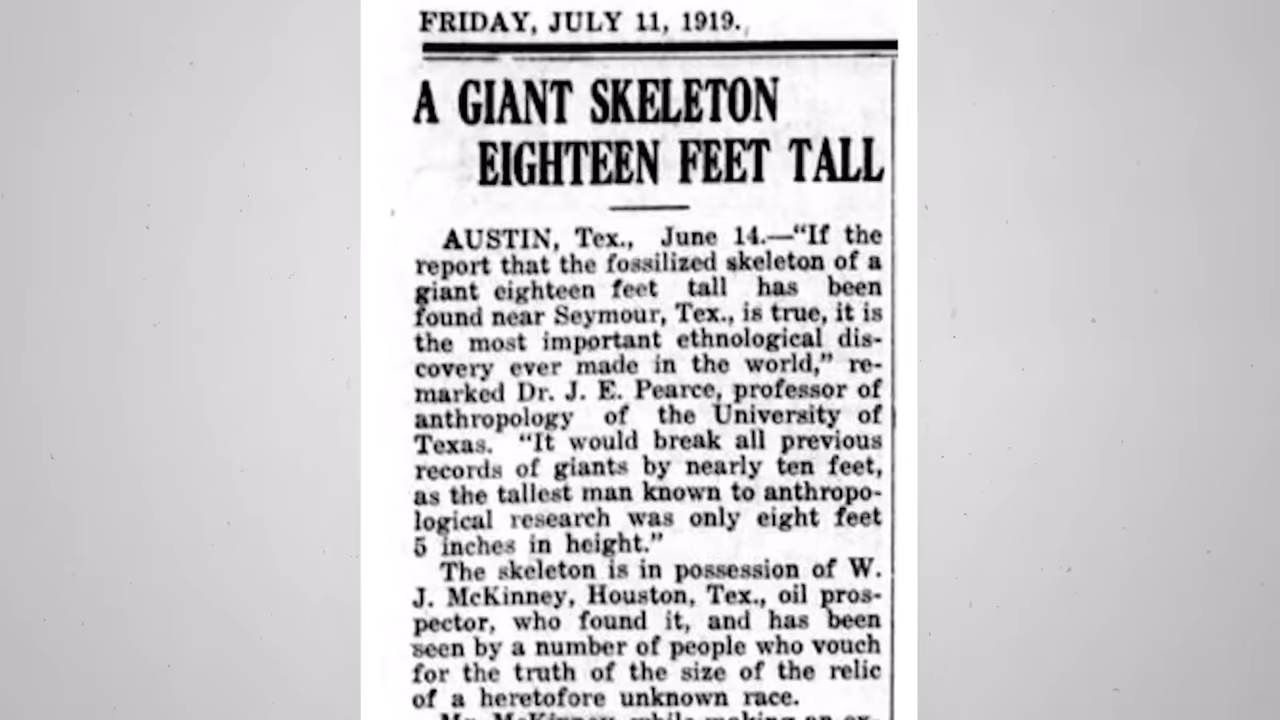 FRIDAY, JULY 11, 1919.
A GIANT SKELETON
EIGHTEEN FEET TALL
AUSTIN, Tex., June 14.—“If the
report that the fossilized skeleton of a
giant eighteen feet tall has been
found near Seymour, Tex., is true, it is
the most important ethnological dis-
covery ever made in the world,” re-
marked Dr. J. E. Pearce, professor of
anthropology of the University of
Texas. “It would break all previous
records of giants by nearly ten feet,
as the tallest man known to anthropo-
logical research was only eight feet
5 inches in height.”
The skeleton is in possession of W.
J. McKinney, Houston, Tex., oil pros-
pector, who found it, and has been
seen by a number of people who vouch
for the truth of the size of the relic
of a heretofore unknown race.
Mr. McKinney, while making an ex-